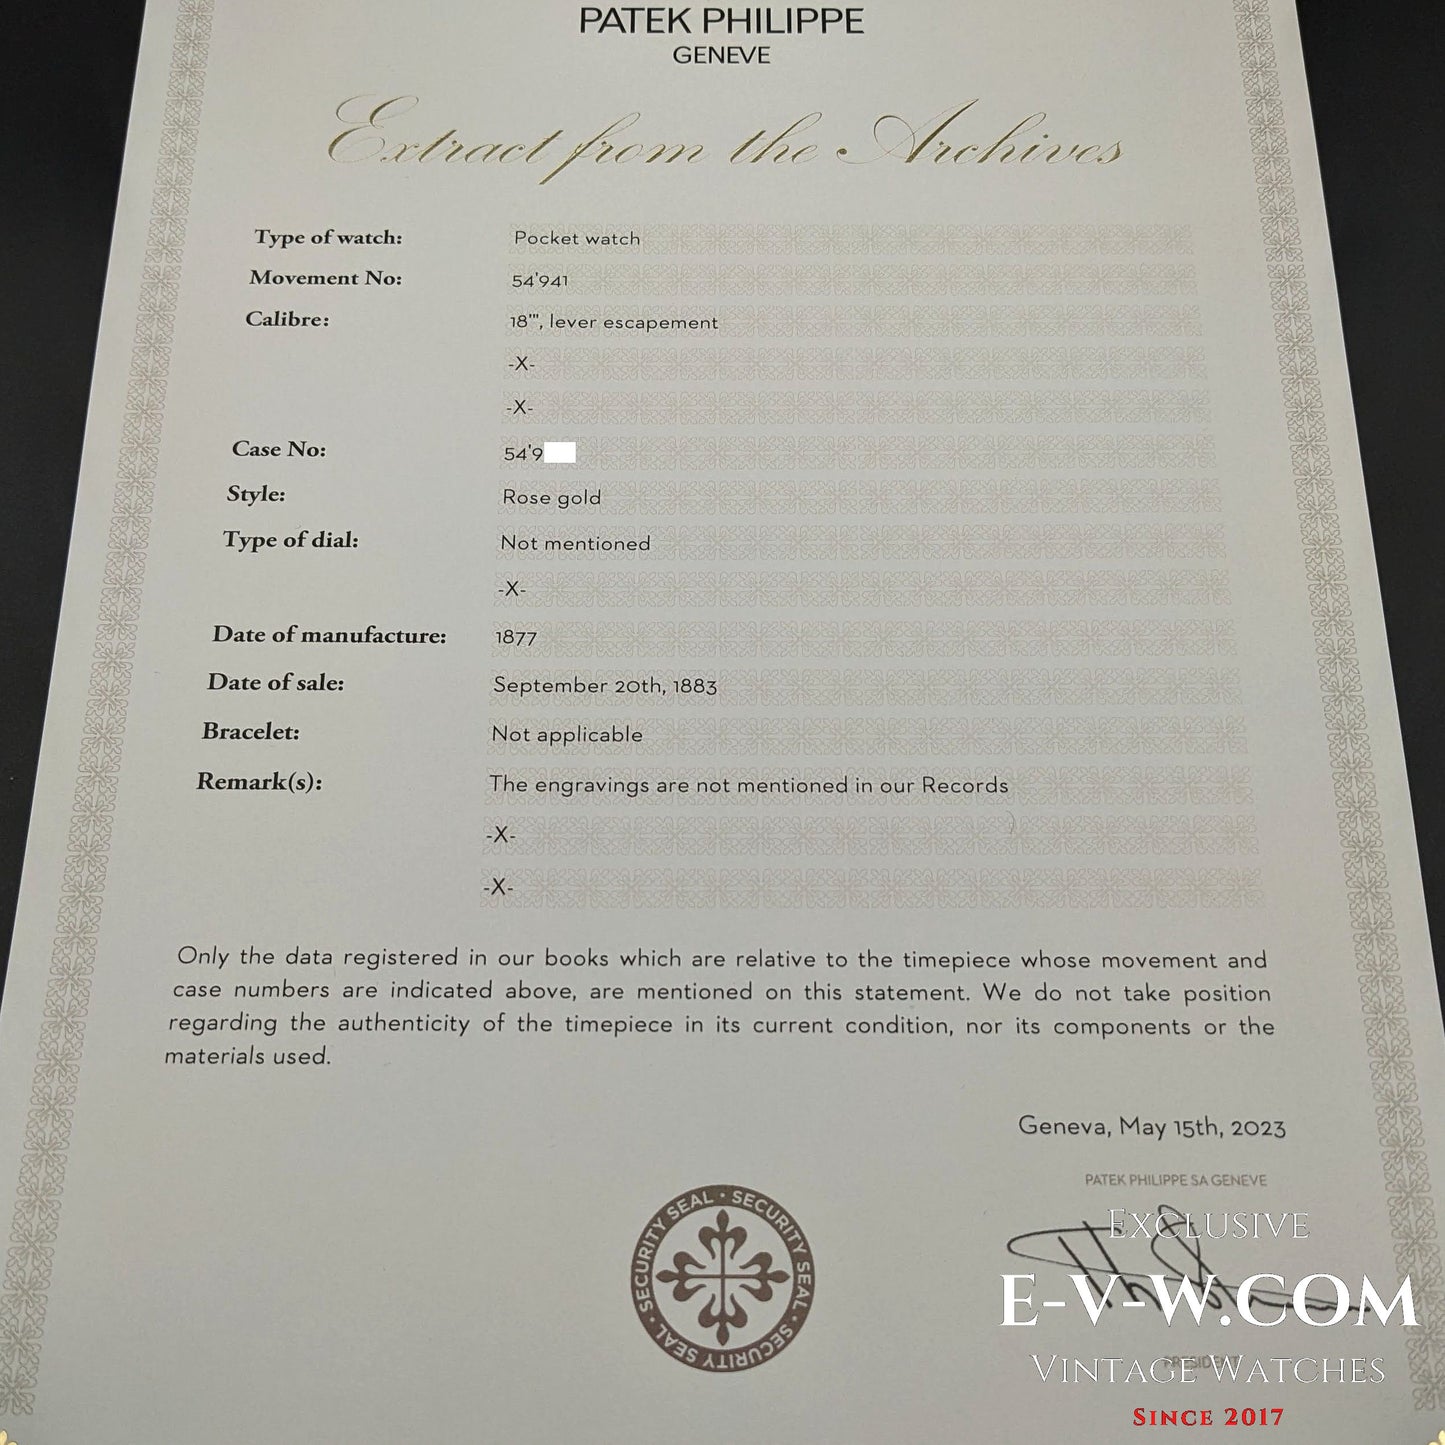 PATEK PHILIPPE
GENEVE
Extract from the Archives
Type of watch: Pocket watch
Movement No: 54'941
Calibre: 18''', lever escapement
-X-
-X-
Case No: 54'9
Style: Rose gold
Type of dial: Not mentioned
-X-
Date of manufacture: 1877
Date of sale: September 20th, 1883
Bracelet: Not applicable
Remark(s): The engravings are not mentioned in our Records
-X-
-X-
Only the data registered in our books which are relative to the timepiece whose movement and
case numbers are indicated above, are mentioned on this statement. We do not take position
regarding the authenticity of the timepiece in its current condition, nor its components or the
materials used.
Geneva, May 15th, 2023
PATEK PHILIPPE SA GENEVE
SECURITY SEAL · SECURITY SEAL · SECURITY SEAL ·
EXCLUSIVE
E-V-W.COM
PRESIDENT
VINTAGE WATCHES
SINCE 2017